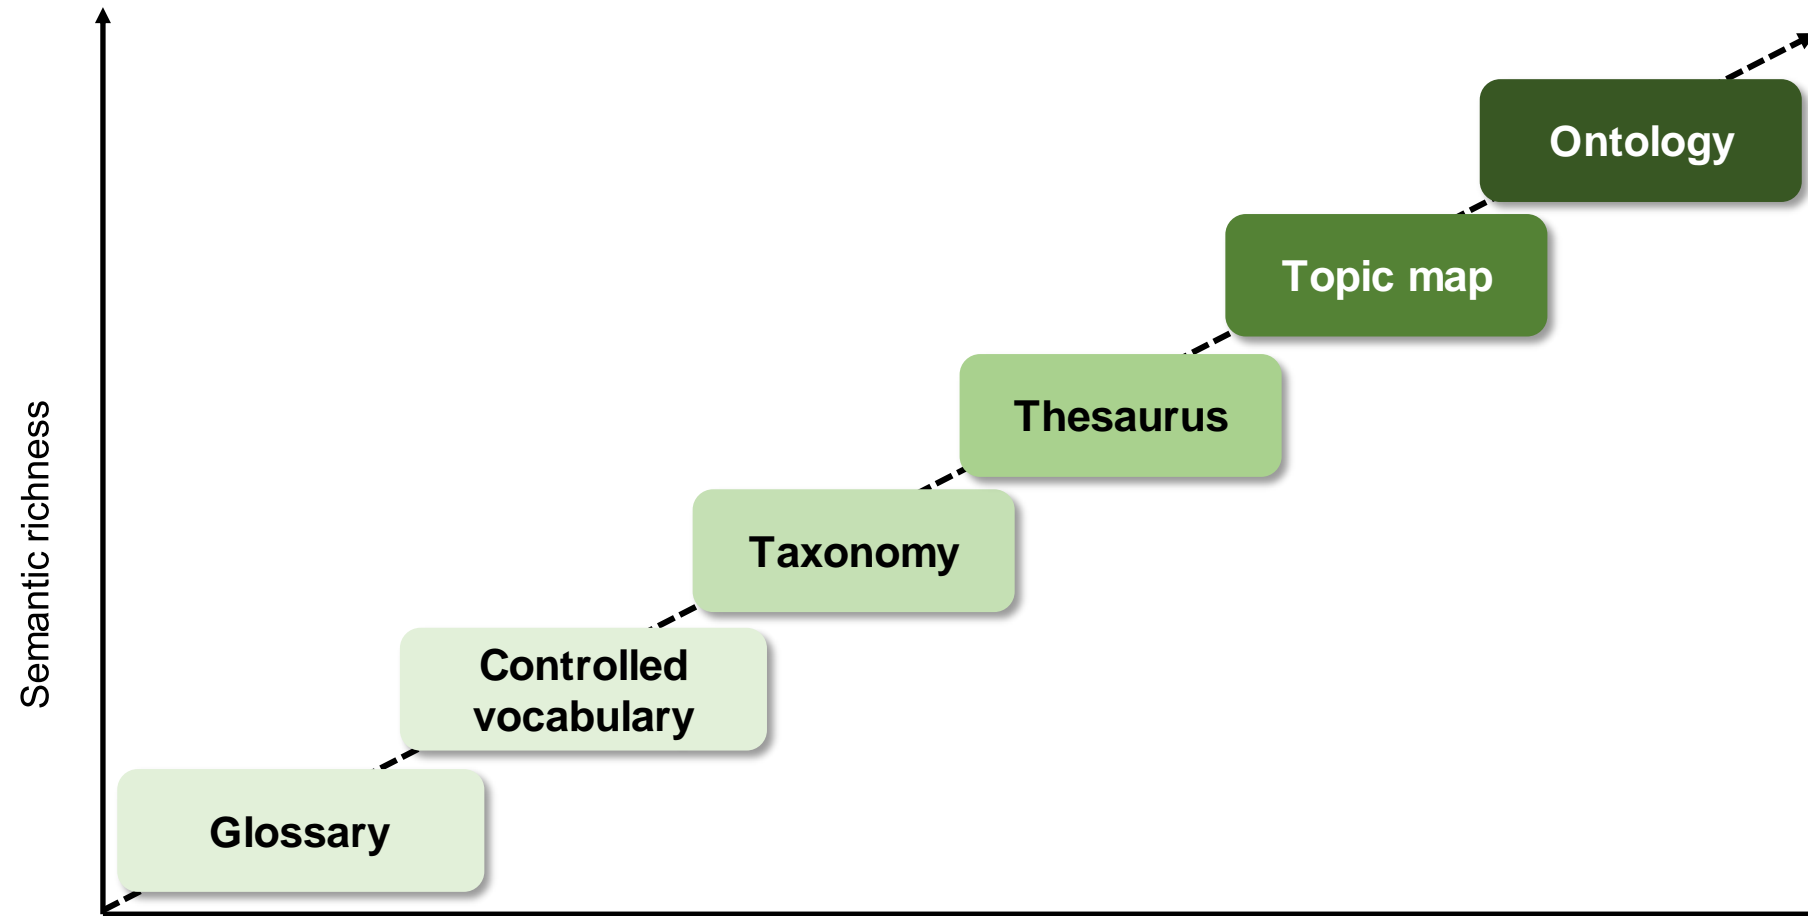 Ontology
Topic map
Thesaurus
Taxonomy
Controlled
vocabulary
Glossary
Semantic richness